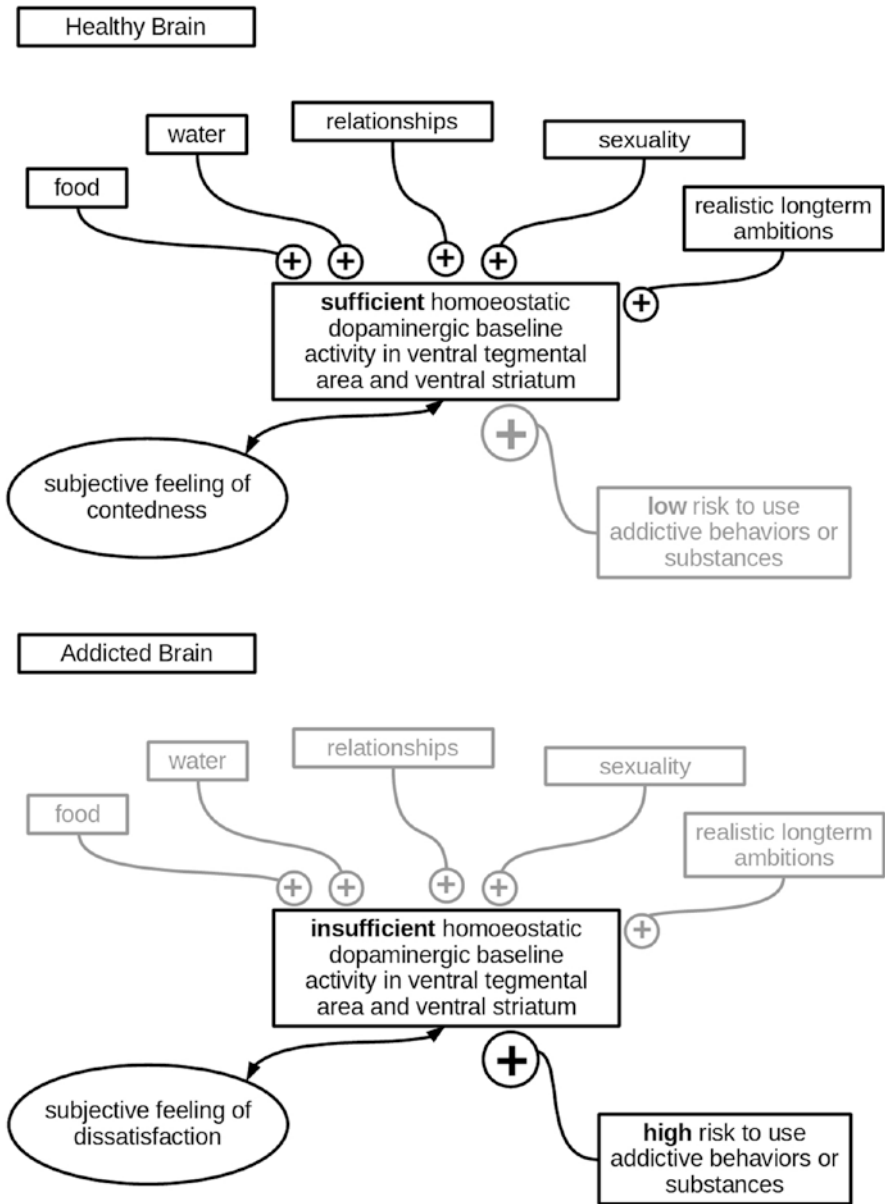 Healthy Brain
food
water
relationships
sexuality
realistic longterm
ambitions
+
+
+
+
+
sufficient homoeostatic
dopaminergic baseline
activity in ventral tegmental
area and ventral striatum
+
subjective feeling of
contedness
low risk to use
addictive behaviors or
substances
Addicted Brain
food
water
relationships
sexuality
realistic longterm
ambitions
+
+
+
+
+
insufficient homoeostatic
dopaminergic baseline
activity in ventral tegmental
area and ventral striatum
+
subjective feeling of
dissatisfaction
high risk to use
addictive behaviors or
substances